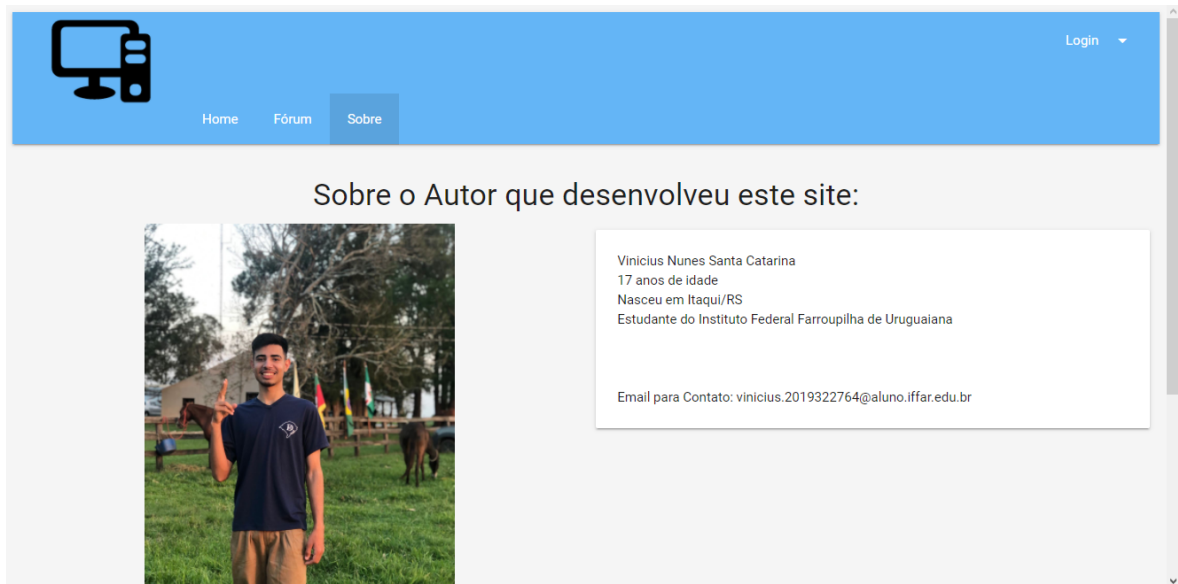 Login
Home Fórum Sobre
Sobre o Autor que desenvolveu este site:
Vinicius Nunes Santa Catarina
17 anos de idade
Nasceu em Itaqui/RS
Estudante do Instituto Federal Farroupilha de Uruguaiana
Email para Contato: vinicius.2019322764@aluno.iffar.edu.br